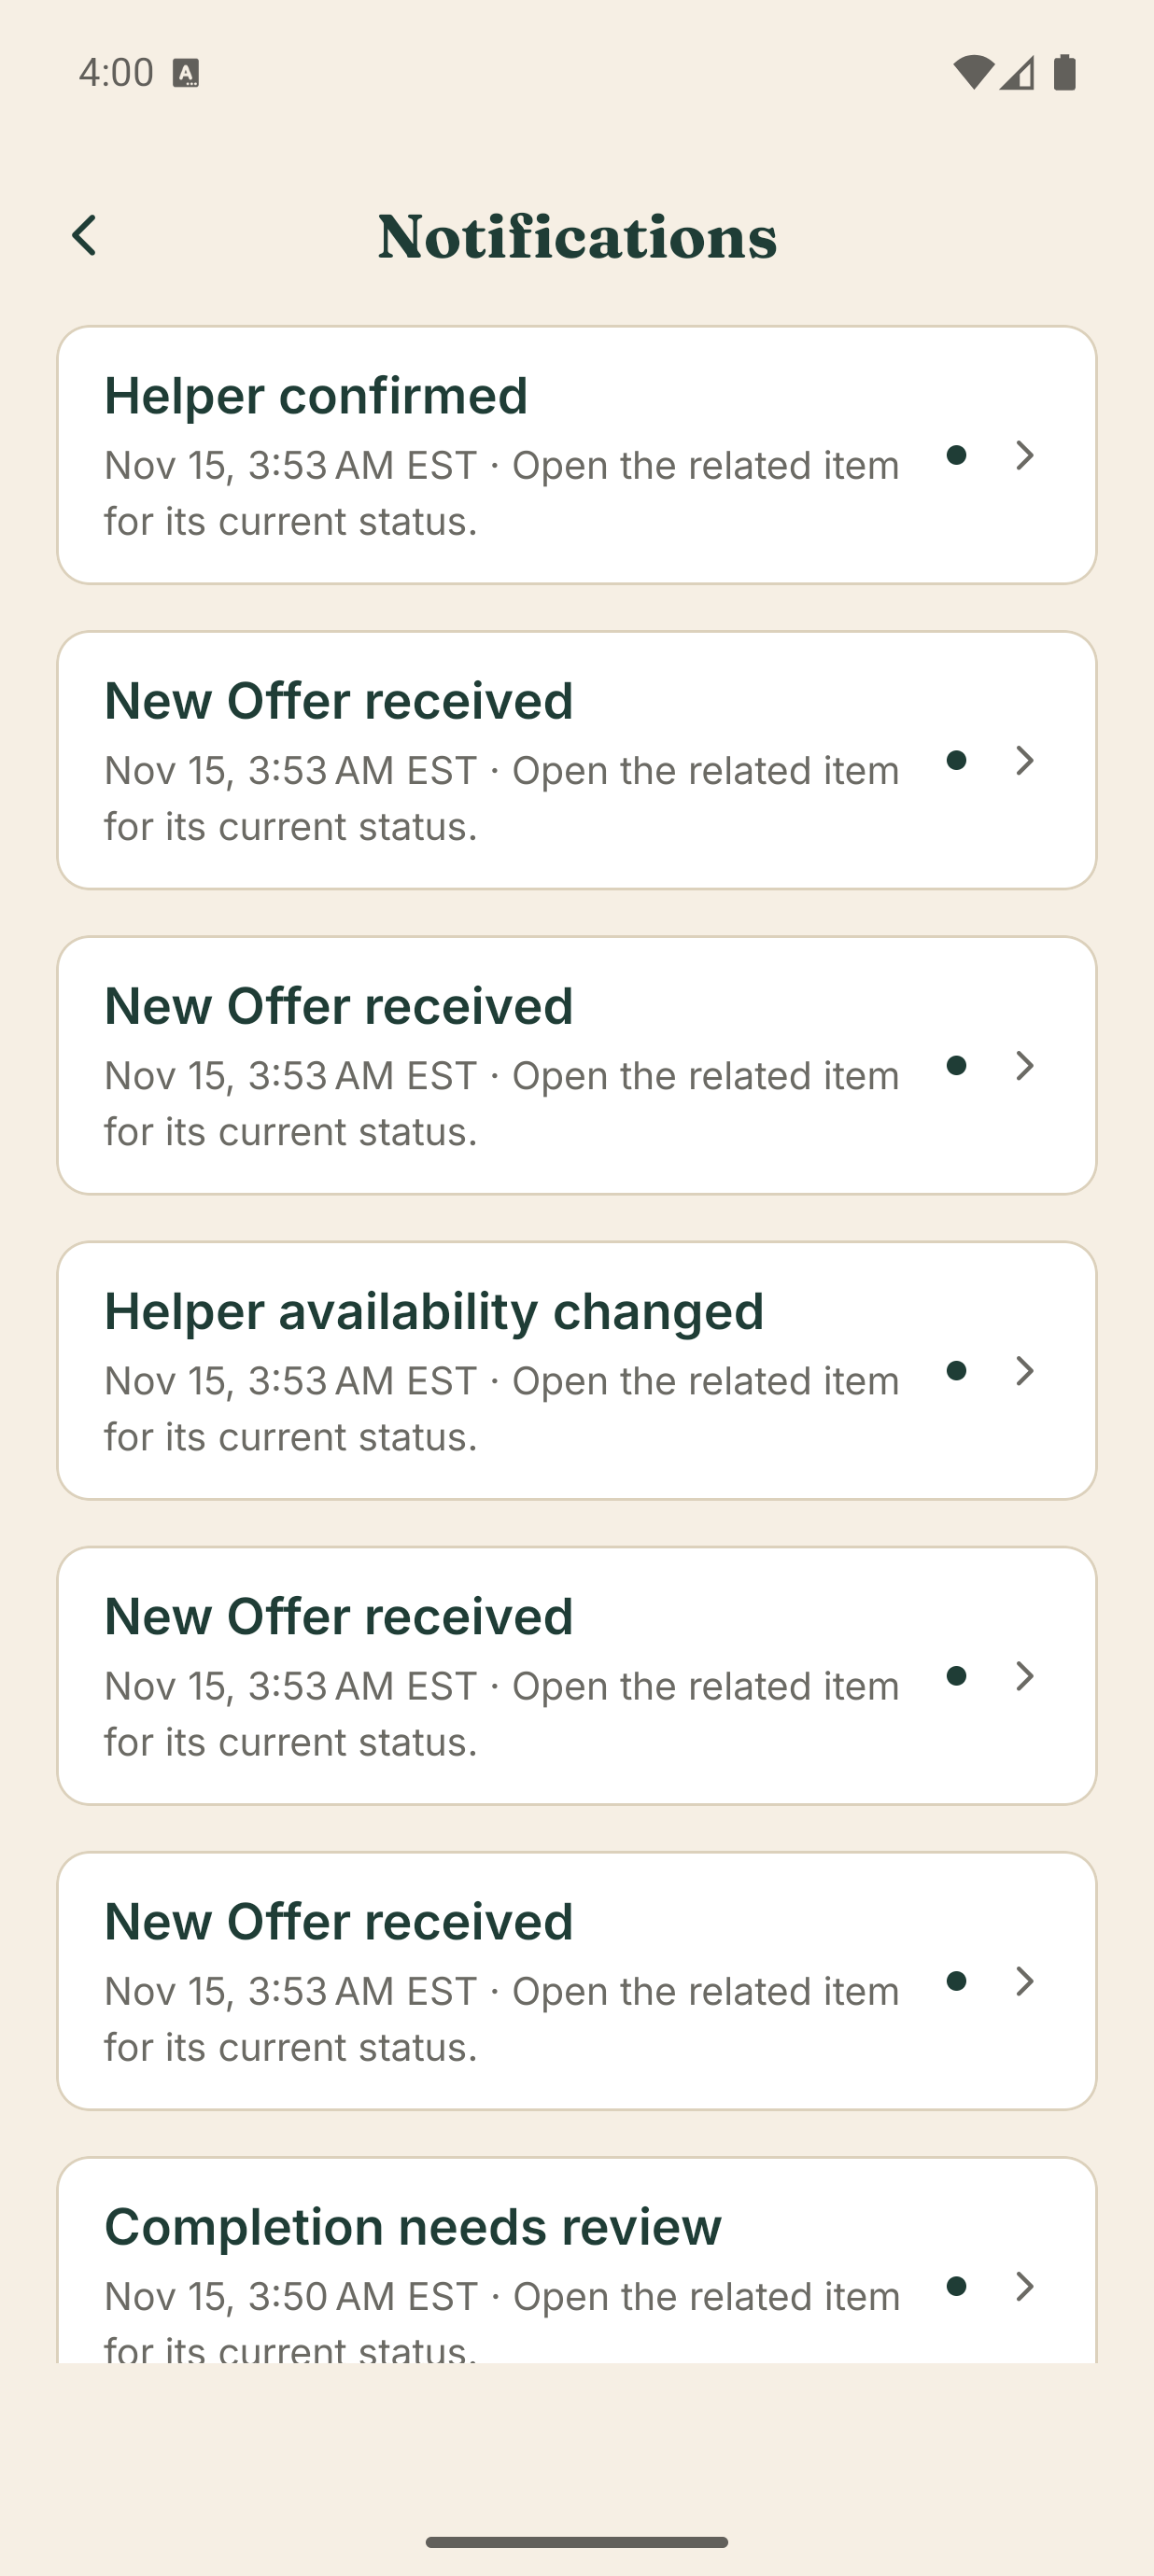 4:00
Notifications
Helper confirmed
Nov 15, 3:53 AM EST · Open the related item
for its current status.
New Offer received
Nov 15, 3:53 AM EST · Open the related item
for its current status.
New Offer received
Nov 15, 3:53 AM EST · Open the related item
for its current status.
Helper availability changed
Nov 15, 3:53 AM EST · Open the related item
for its current status.
New Offer received
Nov 15, 3:53 AM EST · Open the related item
for its current status.
New Offer received
Nov 15, 3:53 AM EST · Open the related item
for its current status.
Completion needs review
Nov 15, 3:50 AM EST · Open the related item
for its current status.